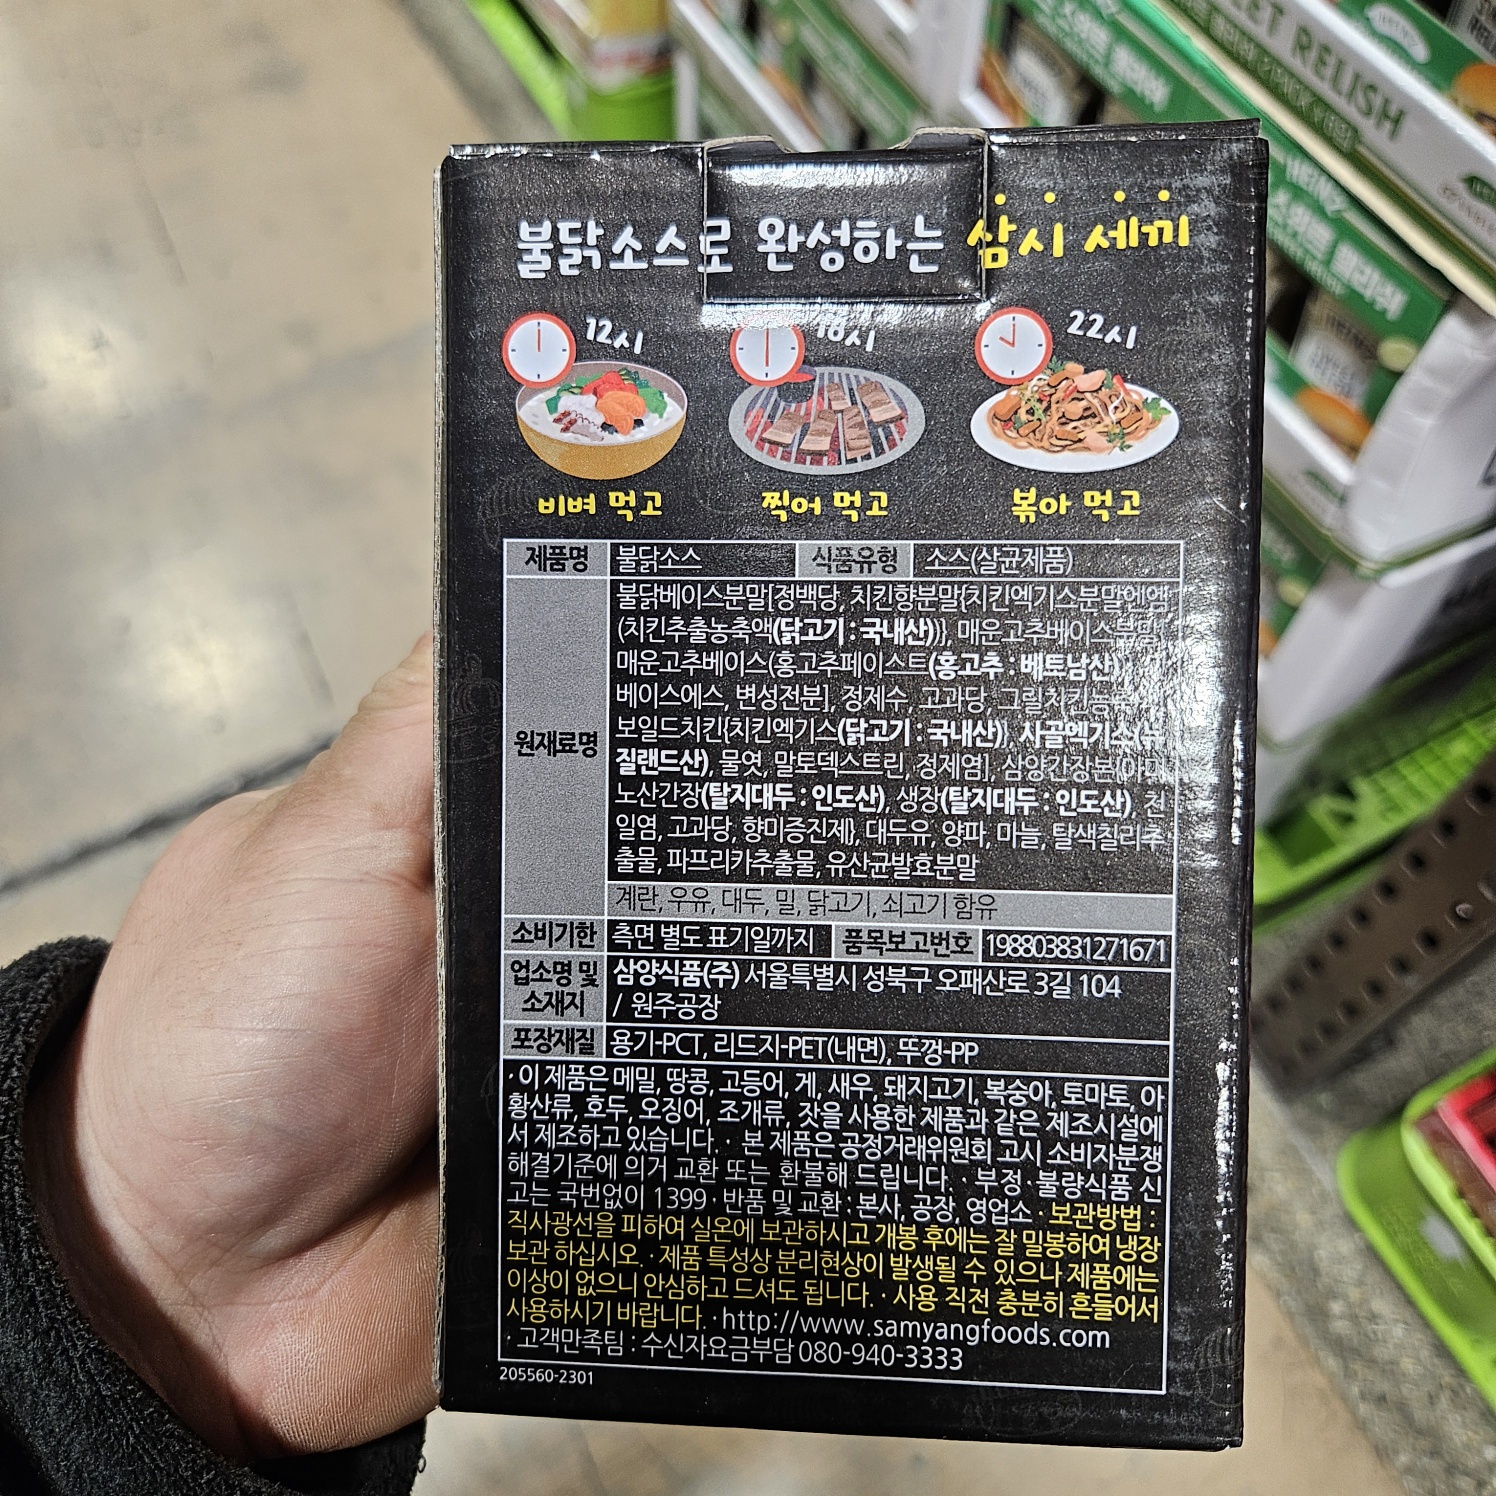 불닭소스로 완성하는 삼시 세끼
12시
18시
22시
비벼 먹고
찍어 먹고
볶아 먹고
제품명 불닭소스 식품유형 소스(살균제품)
원재료명
불닭베이스분말[정백당, 치킨향분말{치킨엑기스분말엔엠,
(치킨추출농축액(닭고기 : 국내산))}, 매운고추베이스분말{
매운고추베이스(홍고추페이스트(홍고추 : 베트남산)
베이스에스, 변성전분], 정제수, 고과당, 그릴치킨농축
보일드치킨{치킨엑기스(닭고기 : 국내산)}, 사골엑기스(뉴
질랜드산), 물엿, 말토덱스트린, 정제염], 삼양간장본{아미
노산간장(탈지대두 : 인도산), 생장(탈지대두 : 인도산), 천
일염, 고과당, 향미증진제}, 대두유, 양파, 마늘, 탈색칠리추
출물, 파프리카추출물, 유산균발효분말
계란, 우유, 대두, 밀, 닭고기, 쇠고기 함유
소비기한 측면 별도 표기일까지 품목보고번호 198803831271671
업소명 및 소재지
삼양식품(주) 서울특별시 성북구 오패산로 3길 104
/ 원주공장
포장재질 용기-PCT, 리드지-PET(내면), 뚜껑-PP
· 이 제품은 메밀, 땅콩, 고등어, 게, 새우, 돼지고기, 복숭아, 토마토, 아
황산류, 호두, 오징어, 조개류, 잣을 사용한 제품과 같은 제조시설에
서 제조하고 있습니다. · 본 제품은 공정거래위원회 고시 소비자분쟁
해결기준에 의거 교환 또는 환불해 드립니다. · 부정·불량식품 신
고는 국번없이 1399 · 반품 및 교환 : 본사, 공장, 영업소 · 보관방법 :
직사광선을 피하여 실온에 보관하시고 개봉 후에는 잘 밀봉하여 냉장
보관 하십시오. · 제품 특성상 분리현상이 발생될 수 있으나 제품에는
이상이 없으니 안심하고 드셔도 됩니다. · 사용 직전 충분히 흔들어서
사용하시기 바랍니다. · http://www.samyangfoods.com
· 고객만족팀 : 수신자요금부담 080-940-3333
205560-2301
SWEET RELISH
HEINZ
스위트 렐리쉬